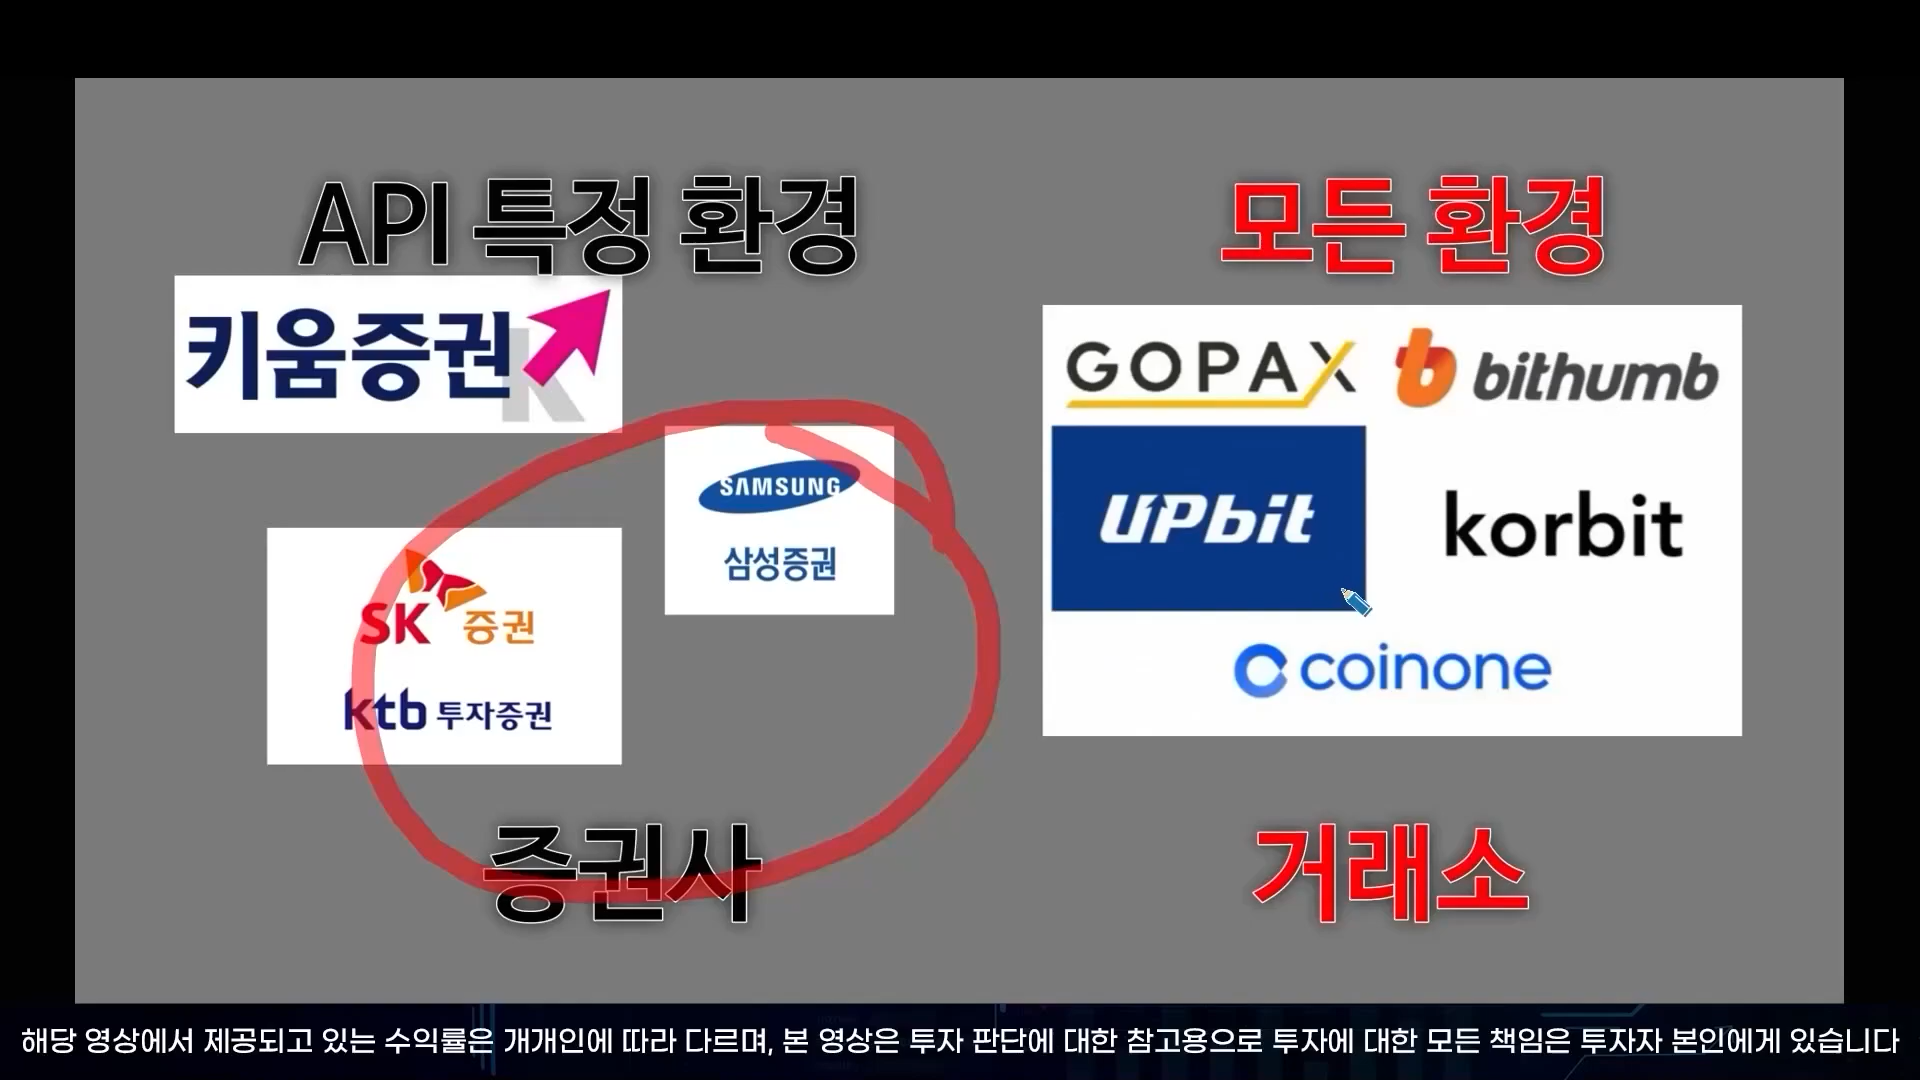 API 특정 환경
키움증권
SAMSUNG
삼성증권
SK 증권
ktb 투자증권
증권사
모든 환경
GOPAX
bithumb
UPbit
korbit
coinone
거래소
해당 영상에서 제공되고 있는 수익률은 개개인에 따라 다르며, 본 영상은 투자 판단에 대한 참고용으로 투자에 대한 모든 책임은 투자자 본인에게 있습니다